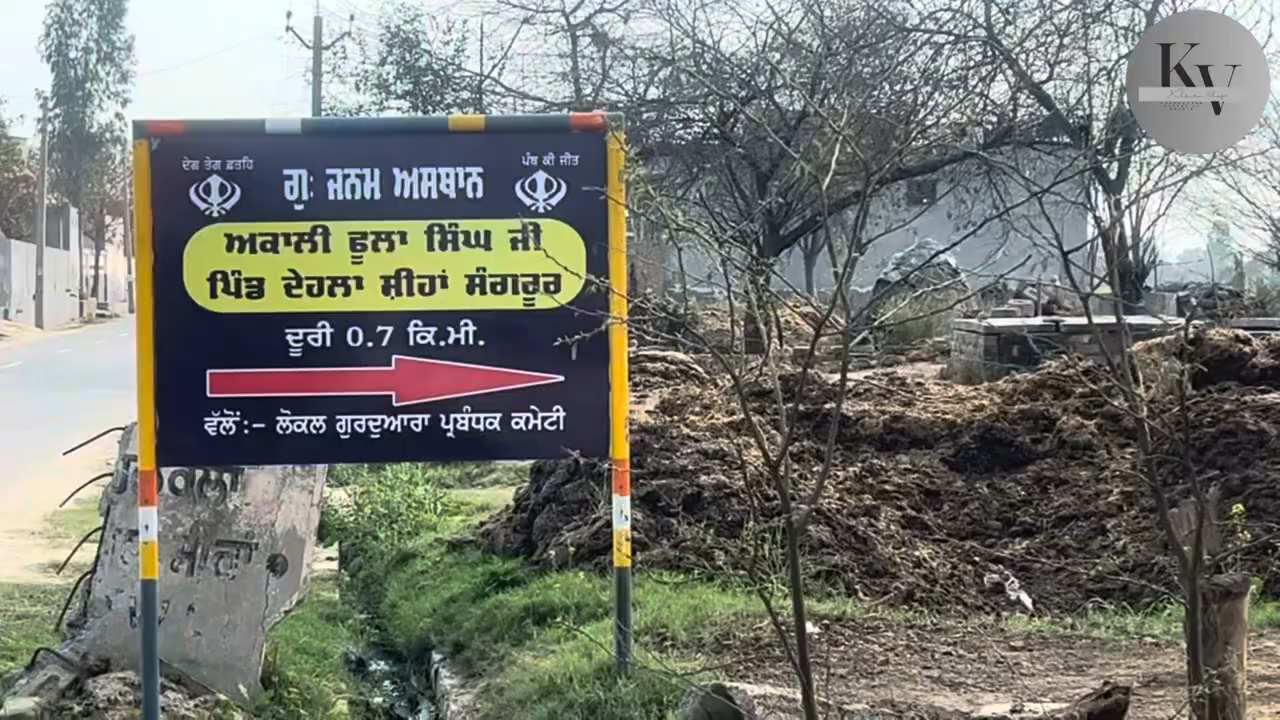 ਦੇਗ ਤੇਗ ਫ਼ਤਹਿ
ਪੰਥ ਕੀ ਜੀਤ
ਗੁ: ਜਨਮ ਅਸਥਾਨ
ਅਕਾਲੀ ਫੂਲਾ ਸਿੰਘ ਜੀ
ਪਿੰਡ ਦੇਹਲਾ ਸ਼ੀਹਾਂ ਸੰਗਰੂਰ
ਦੂਰੀ 0.7 ਕਿ.ਮੀ.
ਵੱਲੋਂ:- ਲੋਕਲ ਗੁਰਦੁਆਰਾ ਪ੍ਰਬੰਧਕ ਕਮੇਟੀ
KV